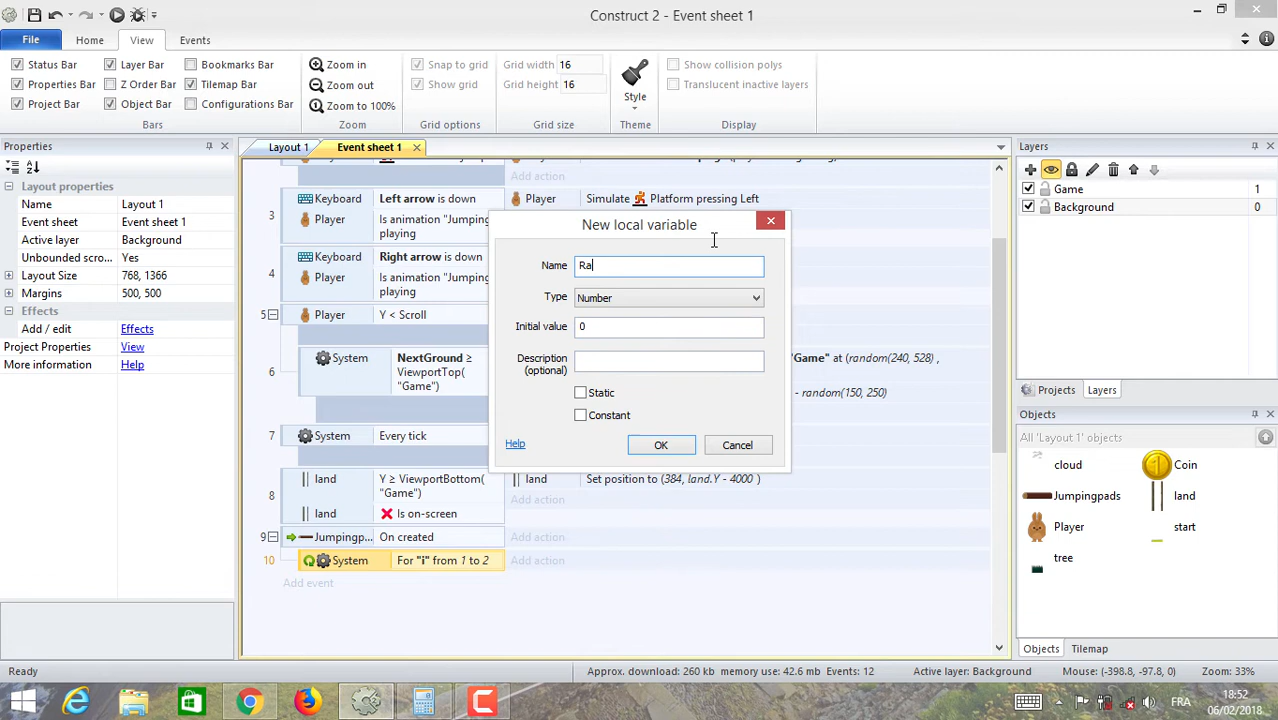 Construct 2 - Event sheet 1
File Home View Events
Status Bar Layer Bar Bookmarks Bar Zoom in Snap to grid Grid width 16 Show collision polys
Properties Bar Z Order Bar Tilemap Bar Zoom out Show grid Grid height 16 Translucent inactive layers
Project Bar Object Bar Configurations Bar Zoom to 100% Style
Bars Zoom Grid options Grid size Theme Display
Properties
Layout properties
Name Layout 1
Event sheet Event sheet 1
Active layer Background
Unbounded scro... Yes
Layout Size 768, 1366
Margins 500, 500
Effects
Add / edit Effects
Project Properties View
More information Help
Layout 1 Event sheet 1
Add action
3 Keyboard Left arrow is down Player Simulate Platform pressing Left
Player Is animation "Jumping
playing
4 Keyboard Right arrow is down
Player Is animation "Jumping
playing
5 Player Y < Scroll
6 System NextGround ≥
ViewportTop(
"Game")
"Game" at (random(240, 528) ,
- random(150, 250)
7 System Every tick
8 land Y ≥ ViewportBottom(
"Game") land Set position to (384, land.Y - 4000 )
Add action
land Is on-screen
9 Jumpingp... On created Add action
10 System For "i" from 1 to 2 Add action
Add event
New local variable
Name Ra
Type Number
Initial value 0
Description
(optional)
Static
Constant
Help OK Cancel
Layers
Game 1
Background 0
Projects Layers
Objects
All 'Layout 1' objects
cloud Coin
Jumpingpads land
Player start
tree
Objects Tilemap
Ready Approx. download: 260 kb memory use: 42.6 mb Events: 12 Active layer: Background Mouse: (-398.8, -97.8, 0) Zoom: 33%
FRA 18:52
06/02/2018